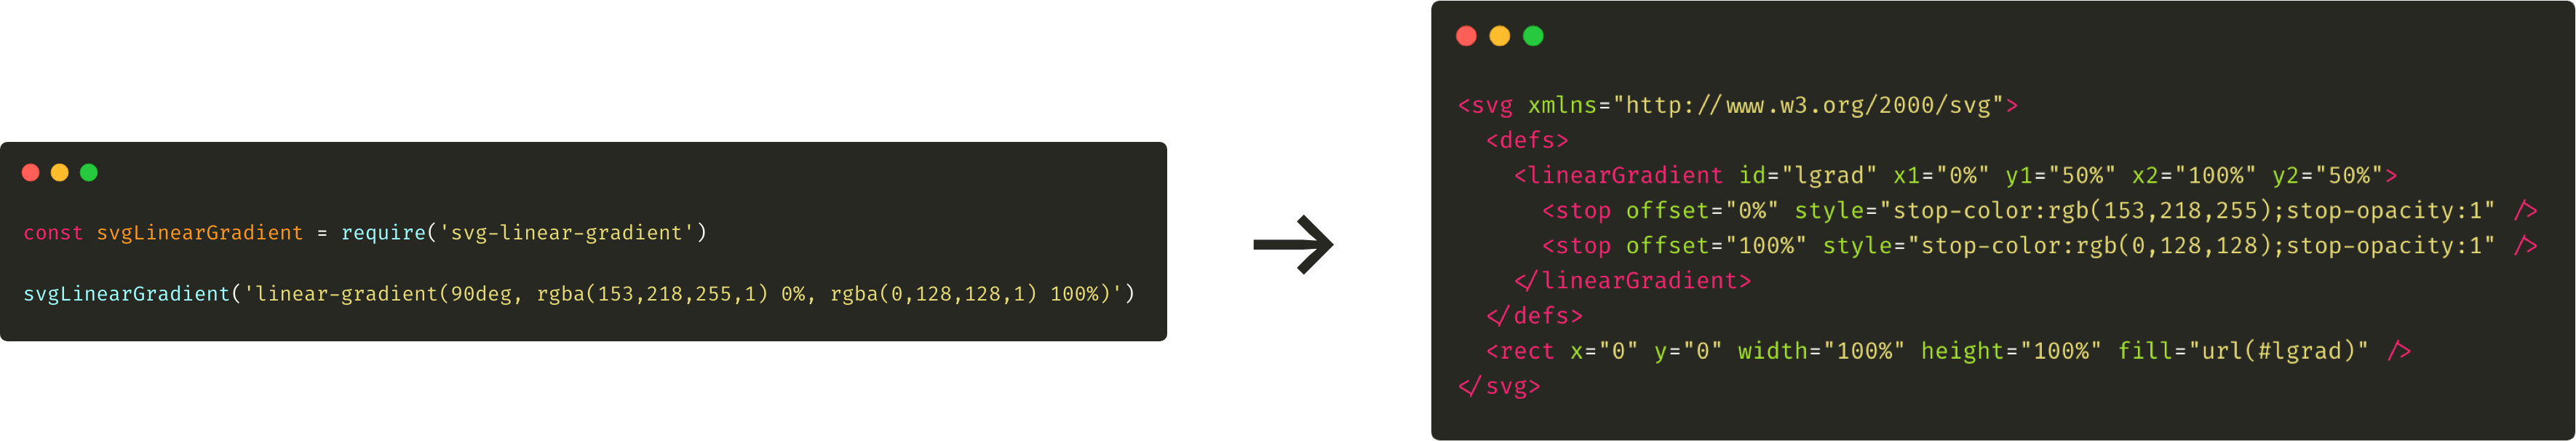 const svgLinearGradient = require('svg-linear-gradient')
svgLinearGradient('linear-gradient(90deg, rgba(153,218,255,1) 0%, rgba(0,128,128,1) 100%)')
<svg xmlns="http://www.w3.org/2000/svg">
<defs>
<linearGradient id="lgrad" x1="0%" y1="50%" x2="100%" y2="50%">
<stop offset="0%" style="stop-color:rgb(153,218,255);stop-opacity:1" />
<stop offset="100%" style="stop-color:rgb(0,128,128);stop-opacity:1" />
</linearGradient>
</defs>
<rect x="0" y="0" width="100%" height="100%" fill="url(#lgrad)" />
</svg>